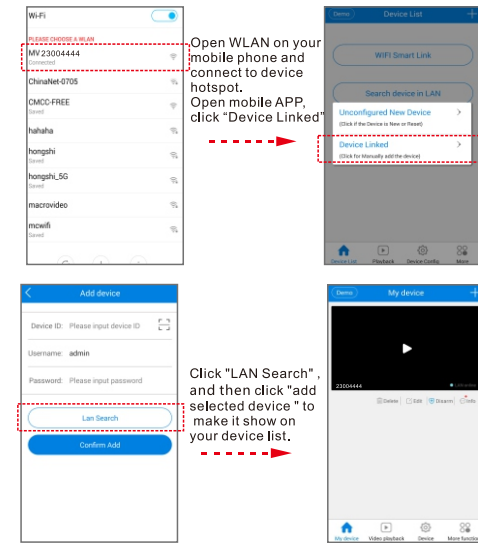 Wi-Fi
PLEASE CHOOSE A WLAN
MV 23004444
Connected
ChinaNet-0705
CMCC-FREE
Saved
hahaha
hongshi
Saved
hongshi_5G
Saved
macrovideo
mcwifi
Saved
Open WLAN on your
mobile phone and
connect to device
hotspot.
Open mobile APP,
click “Device Linked”
Demo
Device List
WIFI Smart Link
Search device in LAN
Unconfigured New Device
(Click if the Device is New or Reset)
Device Linked
(Click for Manually add the device)
Device List
Playback
Device Config.
More
Add device
Device ID: Please input device ID
Username: admin
Password: Please input password
Lan Search
Confirm Add
Click "LAN Search" ,
and then click "add
selected device " to
make it show on
your device list.
Demo
My device
23004444
Delete
Edit
Disarm
Info
My device
Video playback
Device
More function